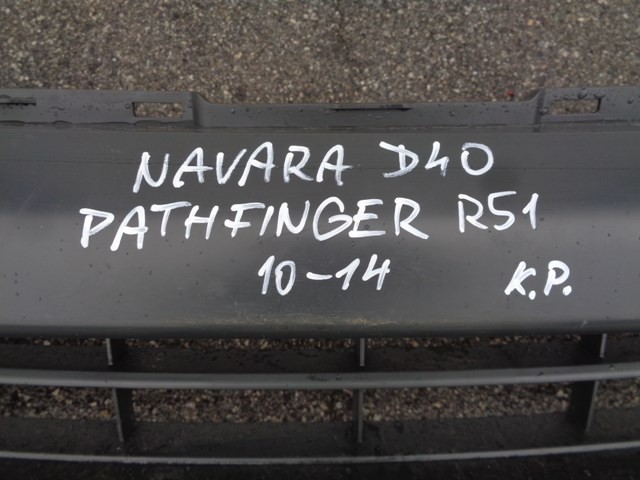 NAVARA D40
PATHFINGER R51
10-14 K.P.